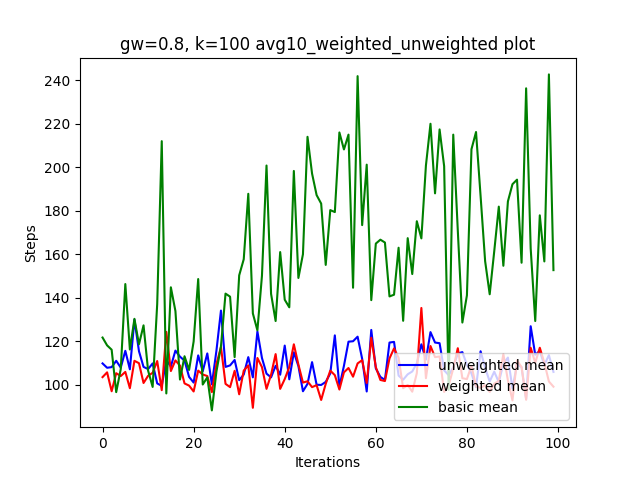 gw=0.8, k=100 avg10_weighted_unweighted plot
240
220
200
180
160
140
120
100
Steps
0
20
40
60
80
100
Iterations
unweighted mean
weighted mean
basic mean